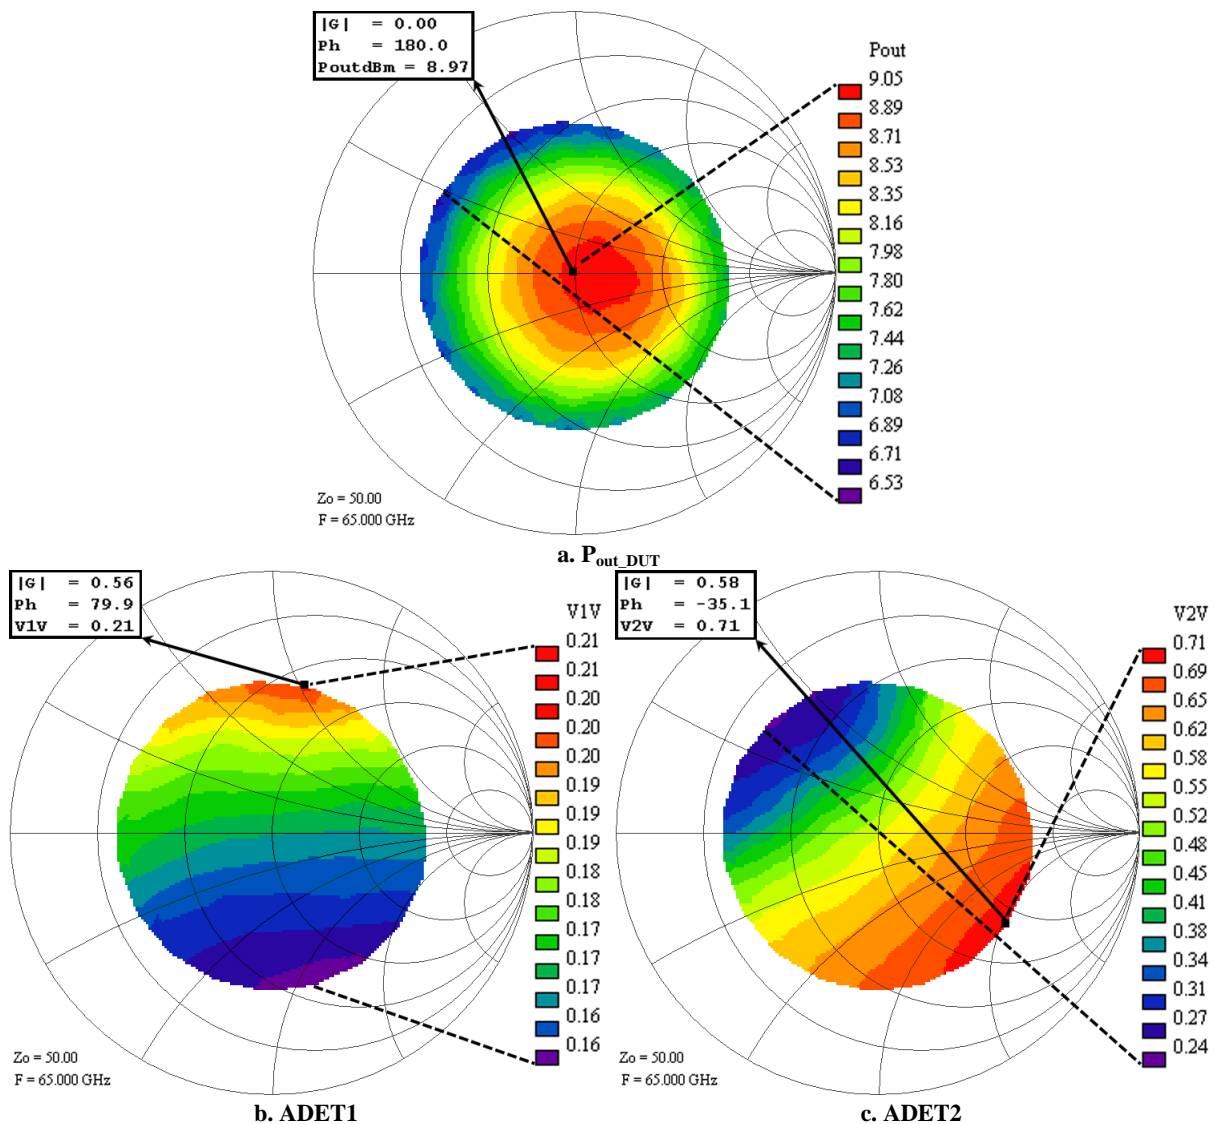 |G| = 0.00
Ph = 180.0
PoutdBm = 8.97
Pout
9.05
8.89
8.71
8.53
8.35
8.16
7.98
7.80
7.62
7.44
7.26
7.08
6.89
6.71
6.53
Zo = 50.00
F = 65.000 GHz
a. Pout_DUT
|G| = 0.56
Ph = 79.9
V1V = 0.21
V1V
0.21
0.21
0.20
0.20
0.20
0.19
0.19
0.19
0.18
0.18
0.17
0.17
0.17
0.16
0.16
Zo = 50.00
F = 65.000 GHz
b. ADET1
|G| = 0.58
Ph = -35.1
V2V = 0.71
V2V
0.71
0.69
0.65
0.62
0.58
0.55
0.52
0.48
0.45
0.41
0.38
0.34
0.31
0.27
0.24
Zo = 50.00
F = 65.000 GHz
c. ADET2